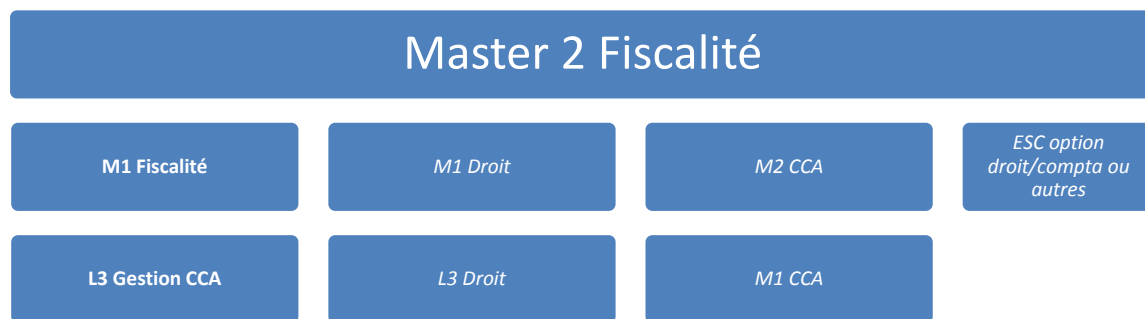 Master 2 Fiscalité
M1 Fiscalité
M1 Droit
M2 CCA
ESC option
droit/compta ou
autres
L3 Gestion CCA
L3 Droit
M1 CCA